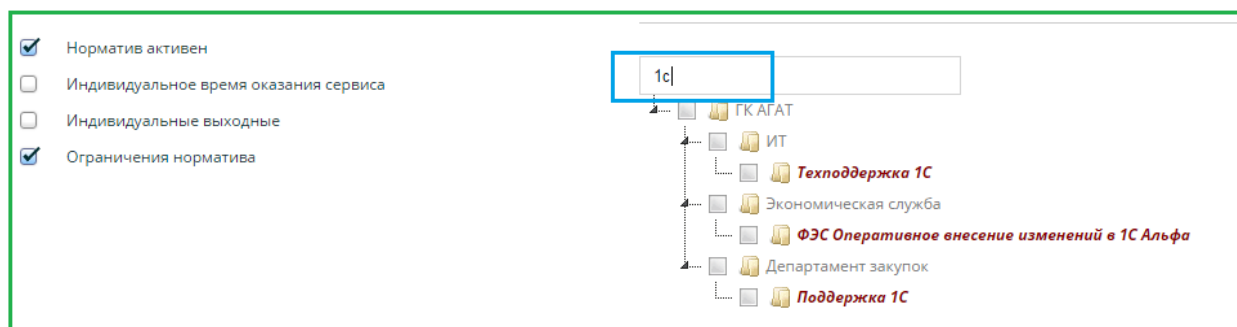 Норматив активен
Индивидуальное время оказания сервиса
Индивидуальные выходные
Ограничения норматива
1с
ГК АГАТ
ИТ
Техподдержка 1С
Экономическая служба
ФЭС Оперативное внесение изменений в 1С Альфа
Департамент закупок
Поддержка 1С